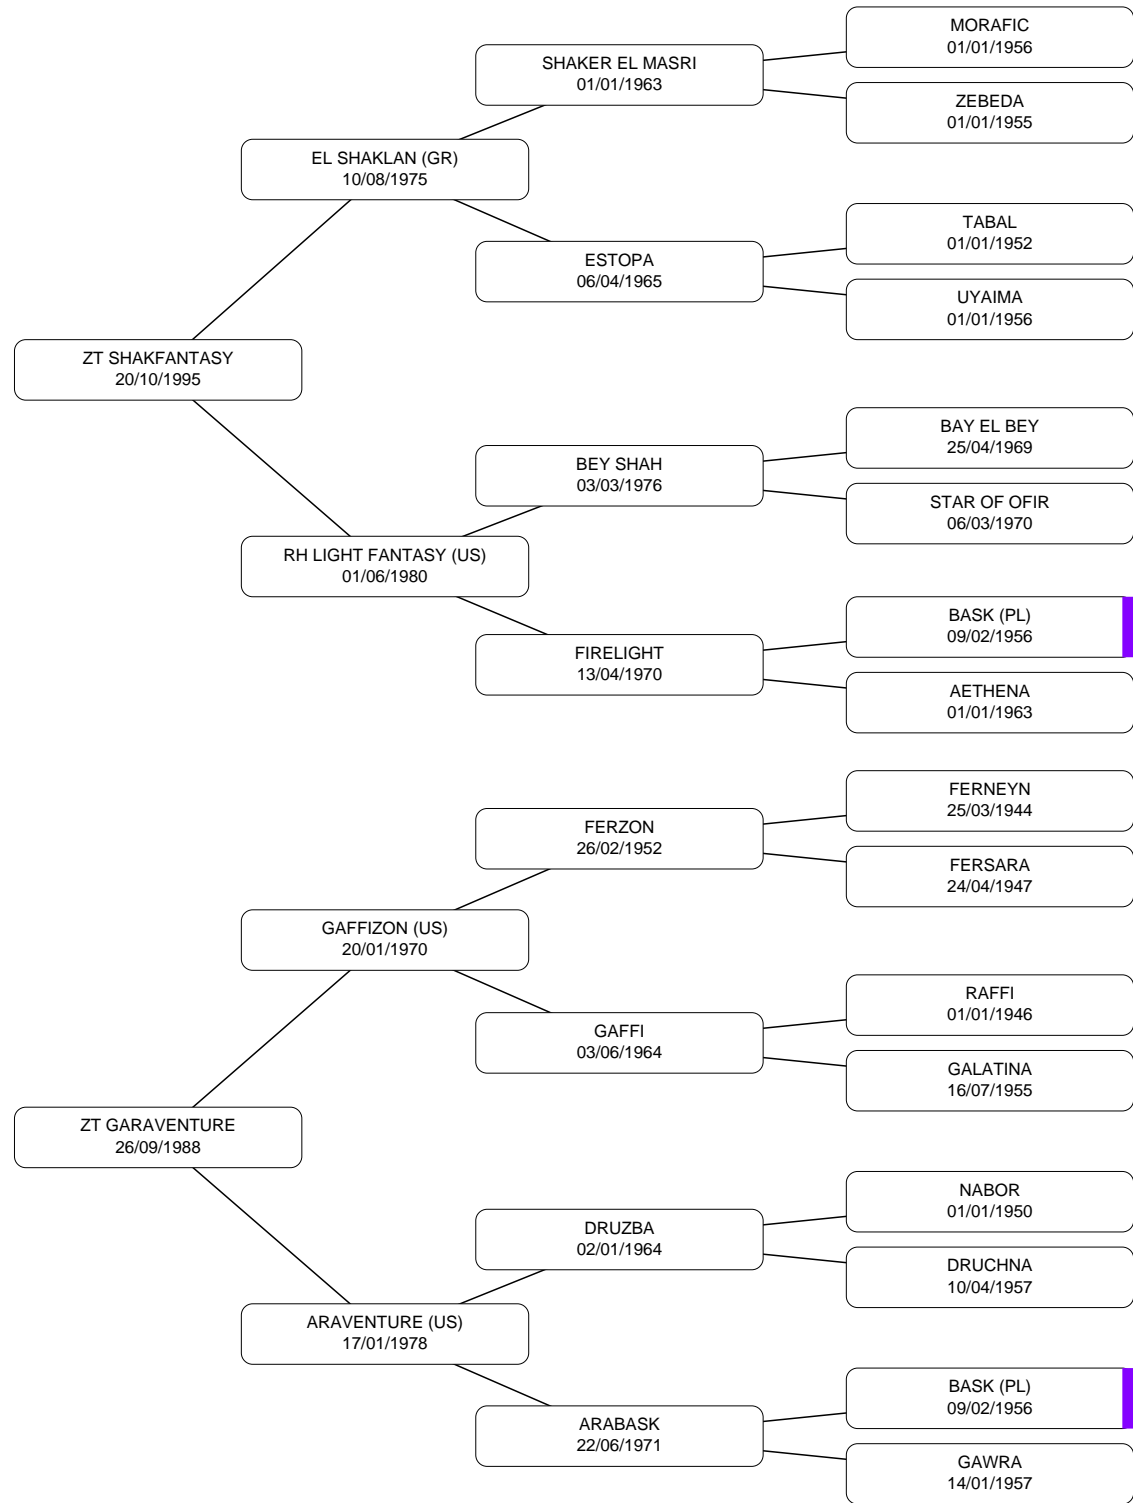 MORAFIC
01/01/1956
SHAKER EL MASRI
01/01/1963
ZEBEDA
01/01/1955
EL SHAKLAN (GR)
10/08/1975
TABAL
01/01/1952
ESTOPA
06/04/1965
UYAIMA
01/01/1956
ZT SHAKFANTASY
20/10/1995
BAY EL BEY
25/04/1969
BEY SHAH
03/03/1976
STAR OF OFIR
06/03/1970
RH LIGHT FANTASY (US)
01/06/1980
BASK (PL)
09/02/1956
FIRELIGHT
13/04/1970
AETHENA
01/01/1963
FERNEYN
25/03/1944
FERZON
26/02/1952
FERSARA
24/04/1947
GAFFIZON (US)
20/01/1970
RAFFI
01/01/1946
GAFFI
03/06/1964
GALATINA
16/07/1955
ZT GARAVENTURE
26/09/1988
NABOR
01/01/1950
DRUZBA
02/01/1964
DRUCHNA
10/04/1957
ARAVENTURE (US)
17/01/1978
BASK (PL)
09/02/1956
ARABASK
22/06/1971
GAWRA
14/01/1957